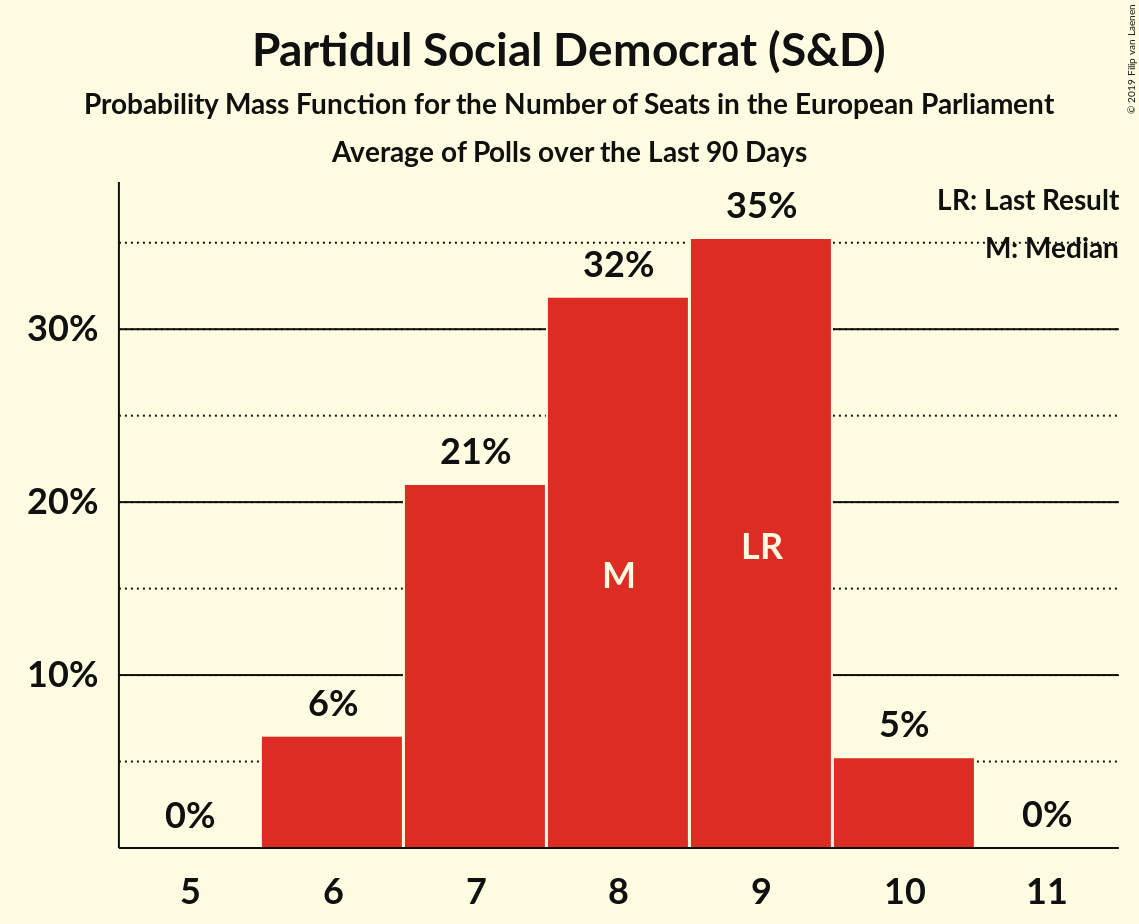 Partidul Social Democrat (S&D)
Probability Mass Function for the Number of Seats in the European Parliament
Average of Polls over the Last 90 Days
© 2019 Filip van Laenen
LR: Last Result
M: Median
35%
32%
30%
21%
20%
LR
M
10%
6%
5%
0%
0%
5 6 7 8 9 10 11